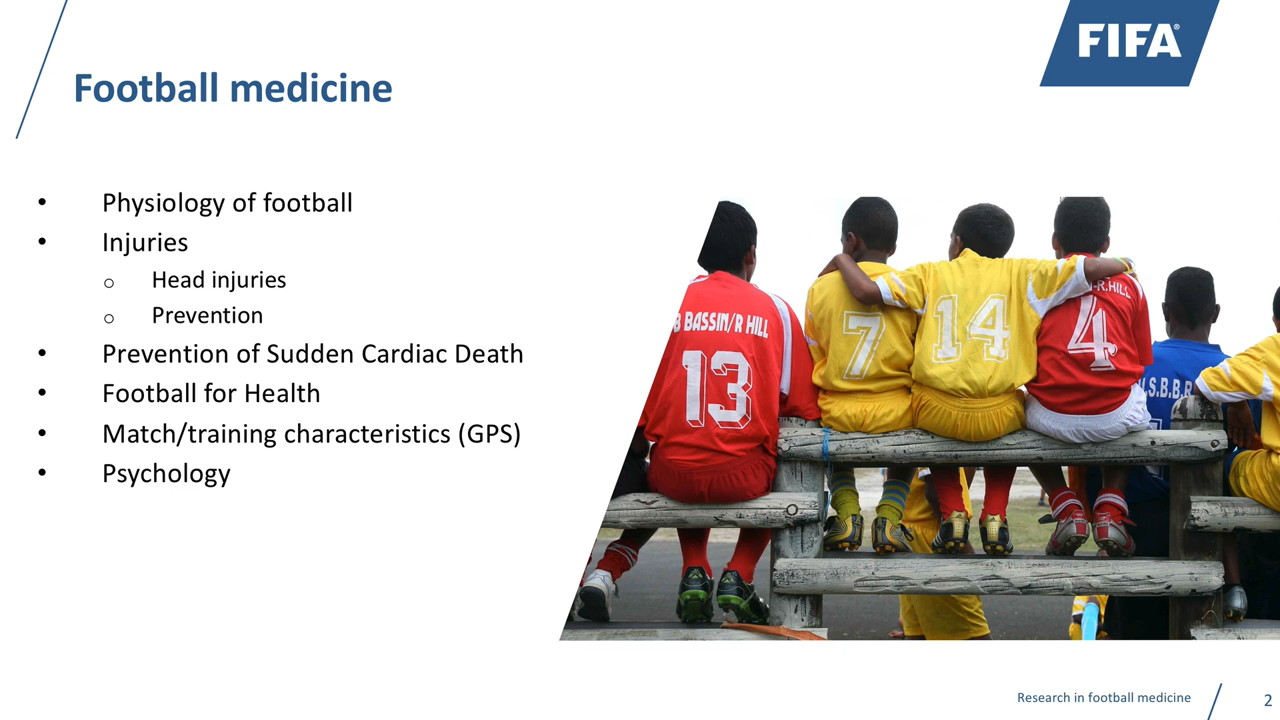 FIFA®
Football medicine
• Physiology of football
• Injuries
o Head injuries
o Prevention
• Prevention of Sudden Cardiac Death
• Football for Health
• Match/training characteristics (GPS)
• Psychology
B BASSIN/R HILL
13
7
14
-R.HILL
4
.S.B.B.R
Research in football medicine
2